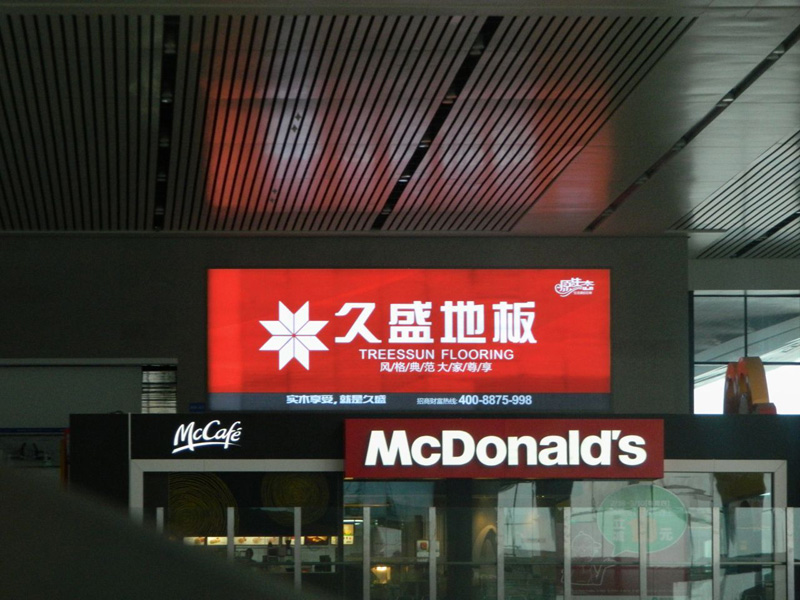 久盛地板
TREESSUN FLOORING
风/格/典/范 大/家/尊/享
实木享受，就是久盛
招商财富热线: 400-8875-998
McCafé
McDonald's
元